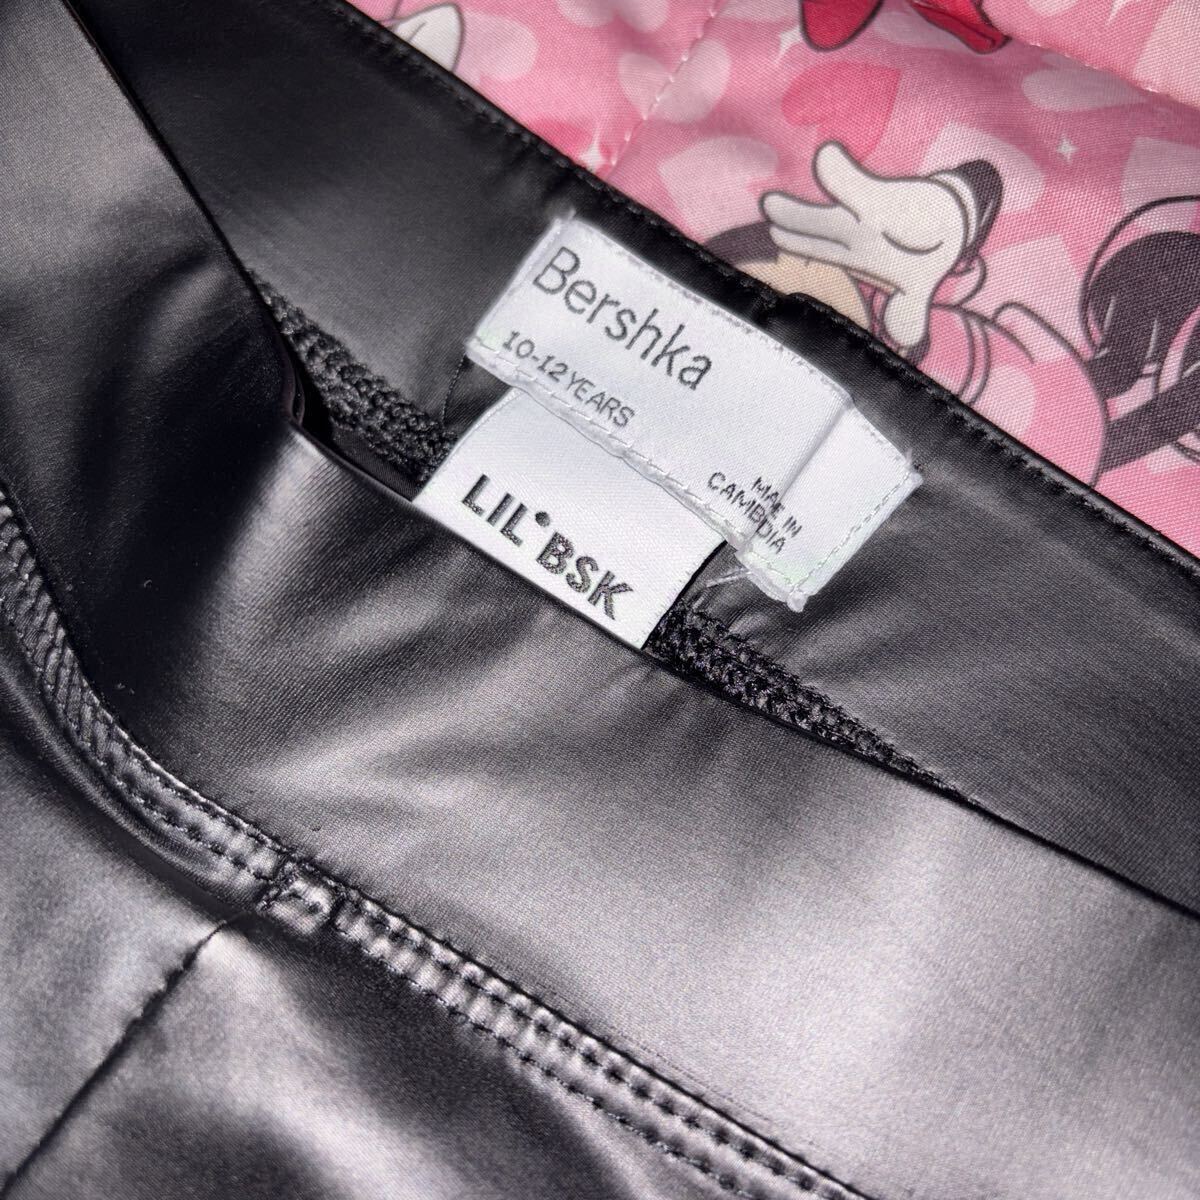 Bershka
10-12 YEARS
MADE IN
CAMBODIA
LIL' BSK